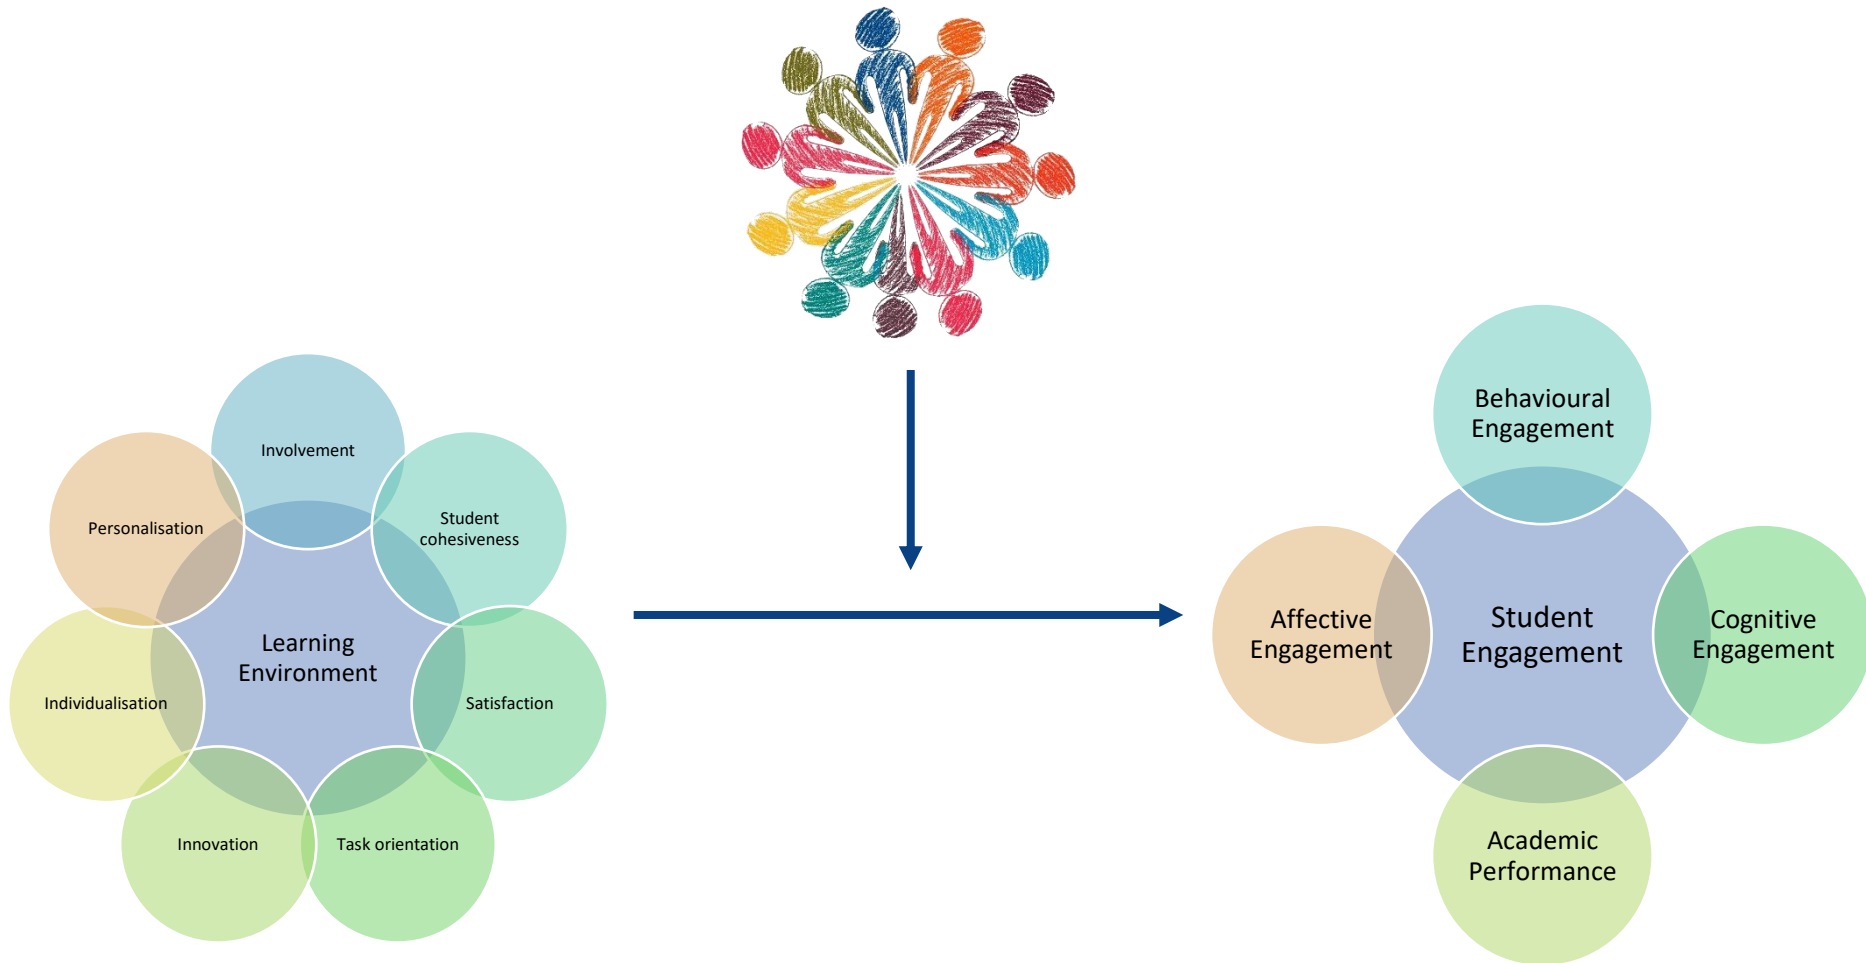 Involvement
Student
cohesiveness
Satisfaction
Task orientation
Innovation
Individualisation
Personalisation
Learning
Environment
Behavioural
Engagement
Cognitive
Engagement
Academic
Performance
Affective
Engagement
Student
Engagement